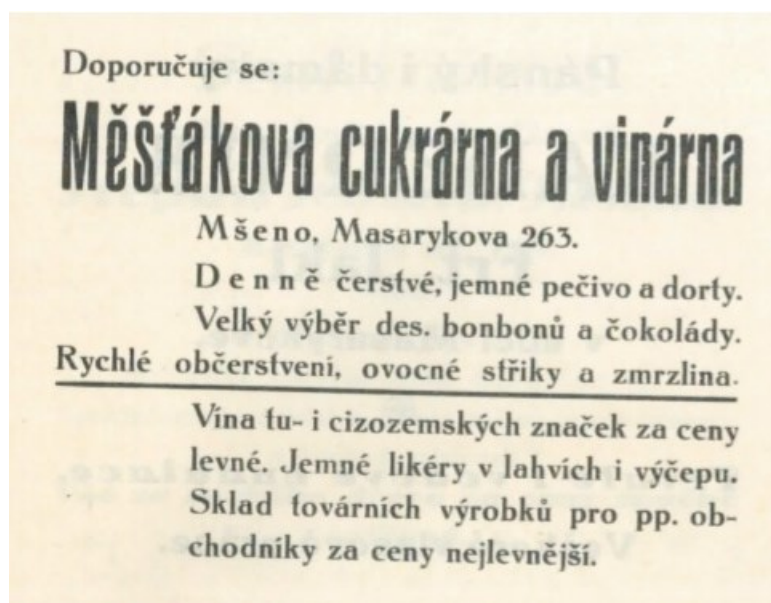 Doporučuje se:
Měšťákova cukrárna a vinárna
Mšeno, Masarykova 263.
Denně čerstvé, jemné pečivo a dorty.
Velký výběr des. bonbonů a čokolády.
Rychlé občerstvení, ovocné střiky a zmrzlina.
Vína tu- i cizozemských značek za ceny
levné. Jemné likéry v lahvích i výčepu.
Sklad továrních výrobků pro pp. ob-
chodníky za ceny nejlevnější.